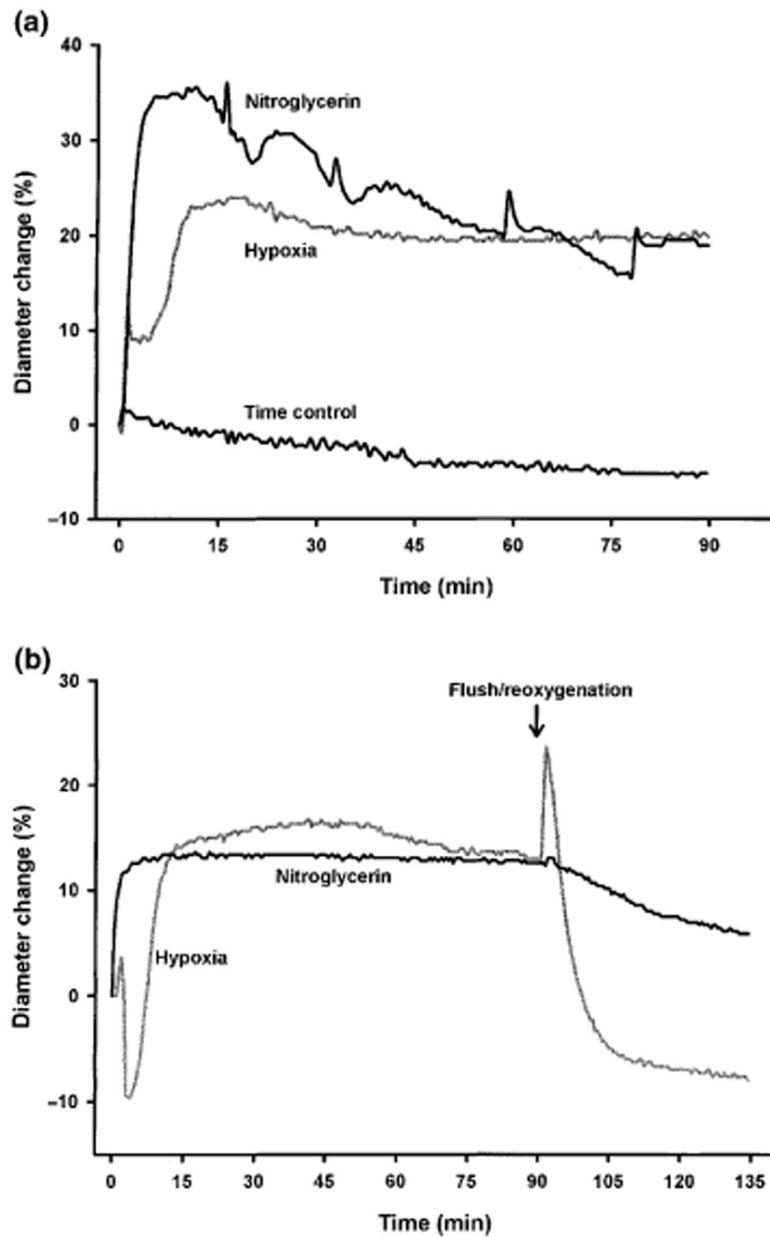 (a)
40
30
20
10
0
–10
Diameter change (%)
Nitroglycerin
Hypoxia
Time control
0 15 30 45 60 75 90
Time (min)
(b)
30
20
10
0
–10
Diameter change (%)
Flush/reoxygenation
Nitroglycerin
Hypoxia
0 15 30 45 60 75 90 105 120 135
Time (min)